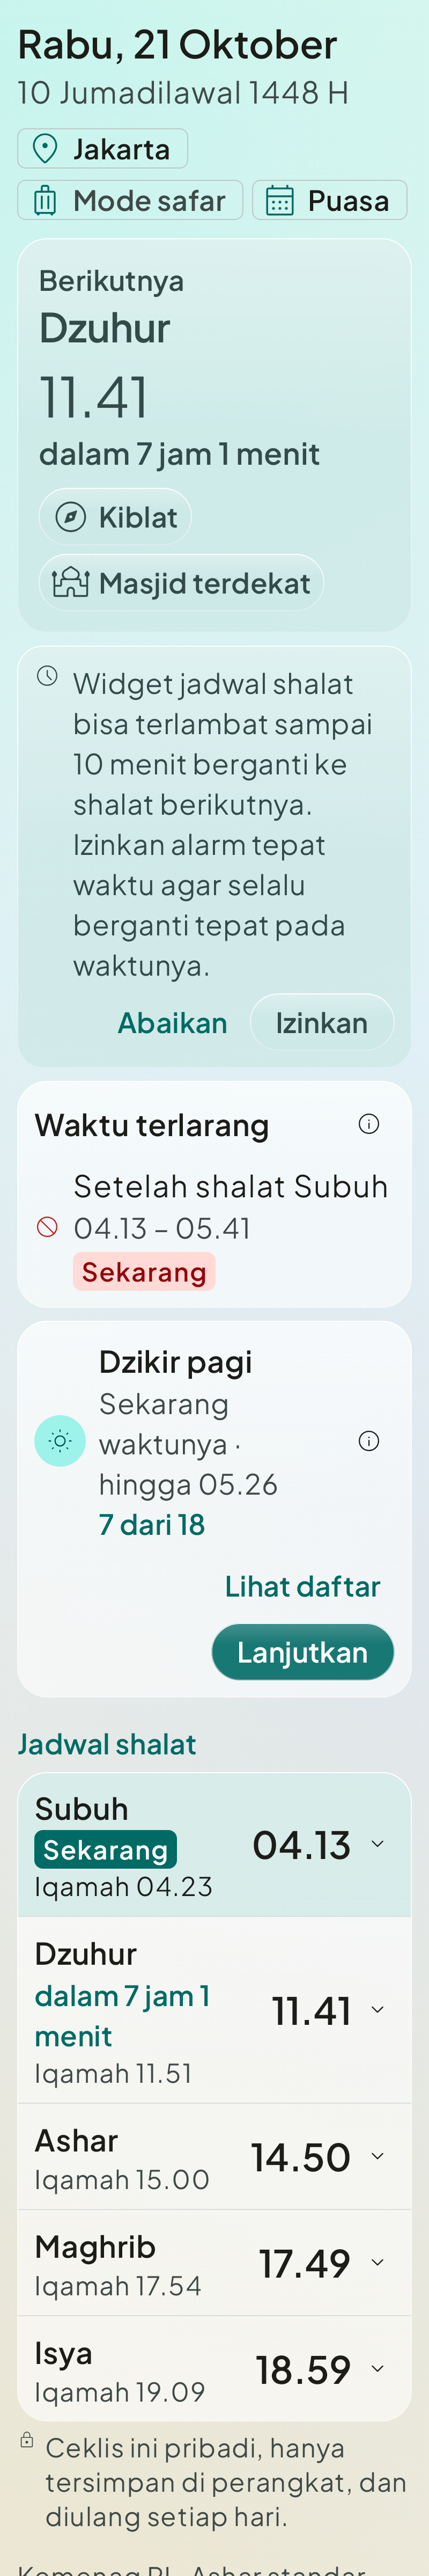 Rabu, 21 Oktober
10 Jumadilawal 1448 H
Jakarta
Mode safar
Puasa
Berikutnya
Dzuhur
11.41
dalam 7 jam 1 menit
Kiblat
Masjid terdekat
Widget jadwal shalat
bisa terlambat sampai
10 menit berganti ke
shalat berikutnya.
Izinkan alarm tepat
waktu agar selalu
berganti tepat pada
waktunya.
Abaikan
Izinkan
Waktu terlarang
Setelah shalat Subuh
04.13 – 05.41
Sekarang
Dzikir pagi
Sekarang
waktunya ·
hingga 05.26
7 dari 18
Lihat daftar
Lanjutkan
Jadwal shalat
Subuh
Sekarang
Iqamah 04.23
04.13
Dzuhur
dalam 7 jam 1
menit
Iqamah 11.51
11.41
Ashar
Iqamah 15.00
14.50
Maghrib
Iqamah 17.54
17.49
Isya
Iqamah 19.09
18.59
Ceklis ini pribadi, hanya
tersimpan di perangkat, dan
diulang setiap hari.